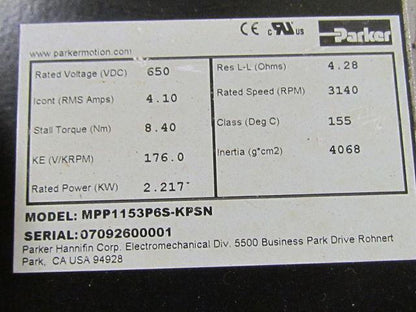 CE c UL us Parker
www.parkermotion.com
Rated Voltage (VDC) 650
Icont (RMS Amps) 4.10
Stall Torque (Nm) 8.40
KE (V/KRPM) 176.0
Rated Power (KW) 2.217
Res L-L (Ohms) 4.28
Rated Speed (RPM) 3140
Class (Deg C) 155
Inertia (g*cm2) 4068
MODEL: MPP1153P6S-KPSN
SERIAL: 07092600001
Parker Hannifin Corp. Electromechanical Div. 5500 Business Park Drive Rohnert
Park, CA USA 94928